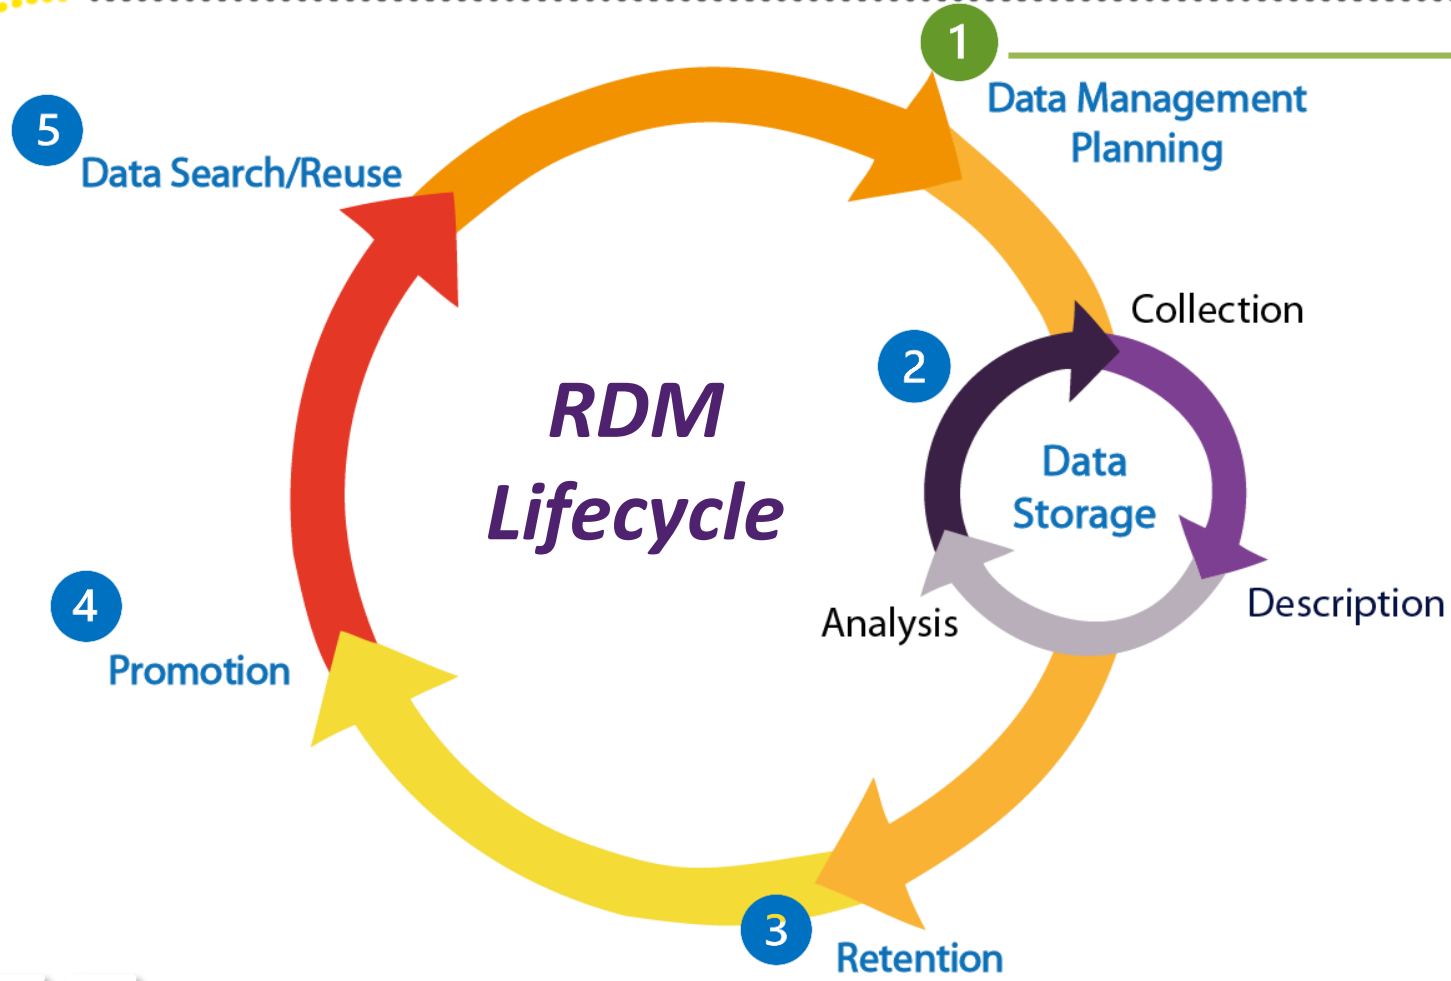 1
Data Management
Planning
5
Data Search/Reuse
Collection
2
RDM
Lifecycle
Data
Storage
4
Promotion
Analysis
Description
3
Retention